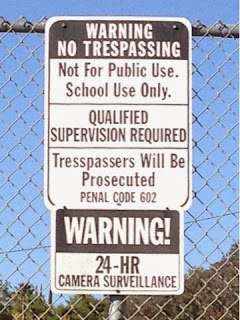 WARNING
NO TRESPASSING
Not For Public Use.
School Use Only.
QUALIFIED
SUPERVISION REQUIRED
Tresspassers Will Be
Prosecuted
PENAL CODE 602
WARNING!
24-HR
CAMERA SURVEILLANCE